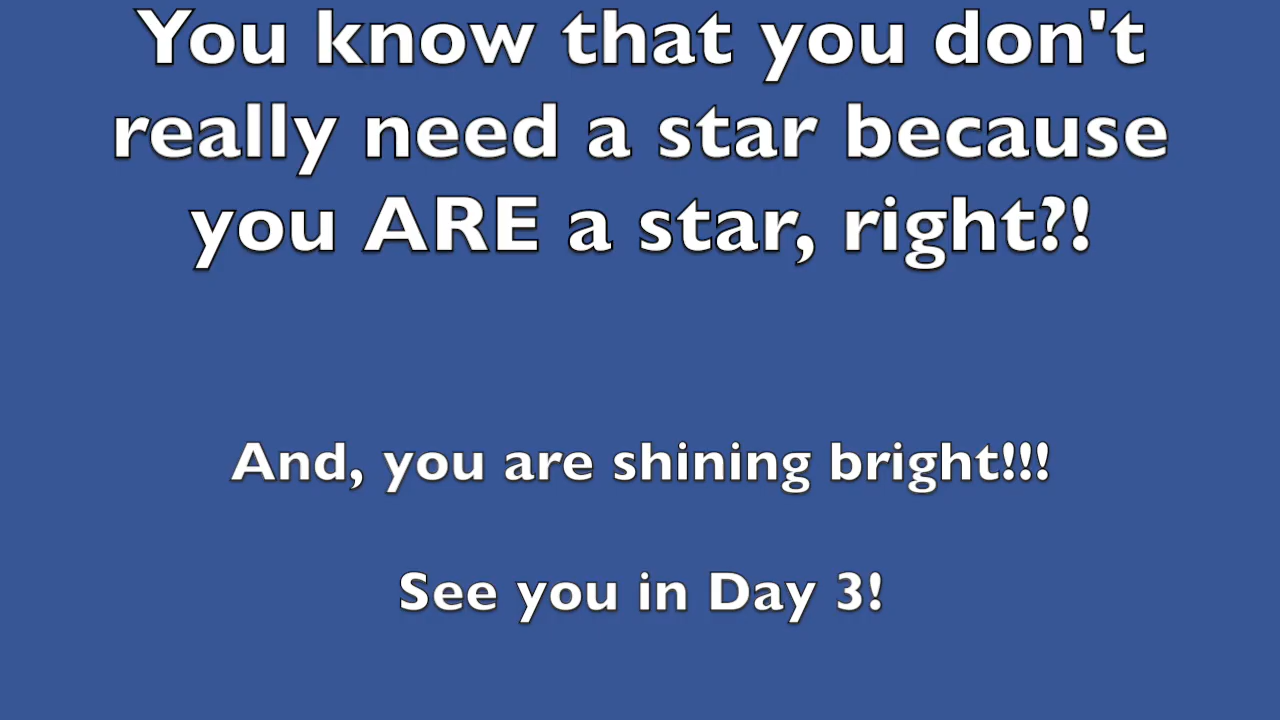 You know that you don't
really need a star because
you ARE a star, right?!
And, you are shining bright!!!
See you in Day 3!